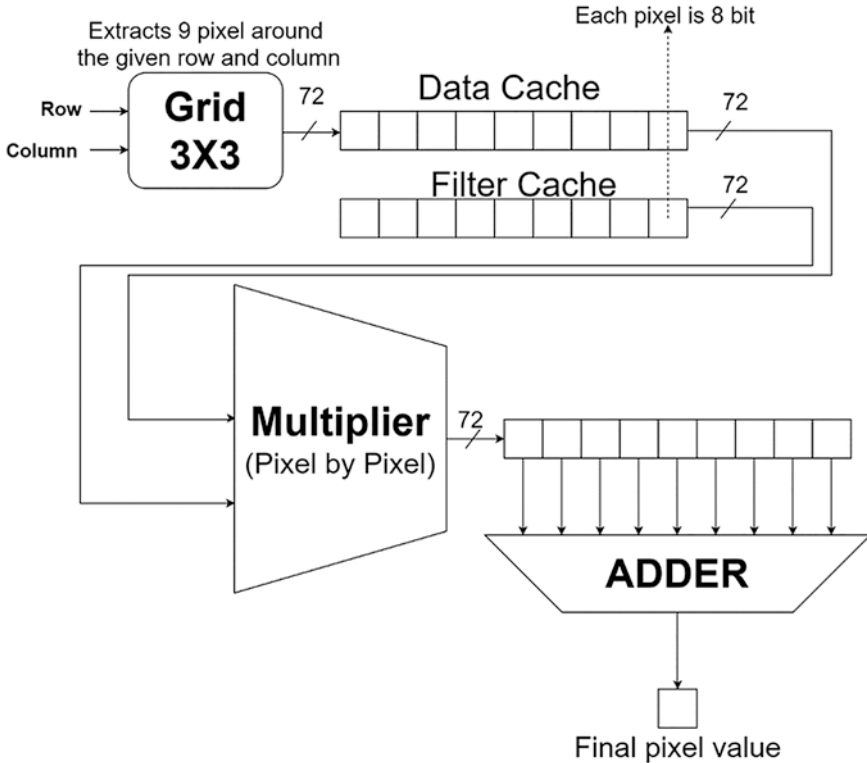 Each pixel is 8 bit
Extracts 9 pixel around
the given row and column
Row
Column
Grid
3X3
72
Data Cache
72
Filter Cache
72
Multiplier
(Pixel by Pixel)
72
ADDER
Final pixel value